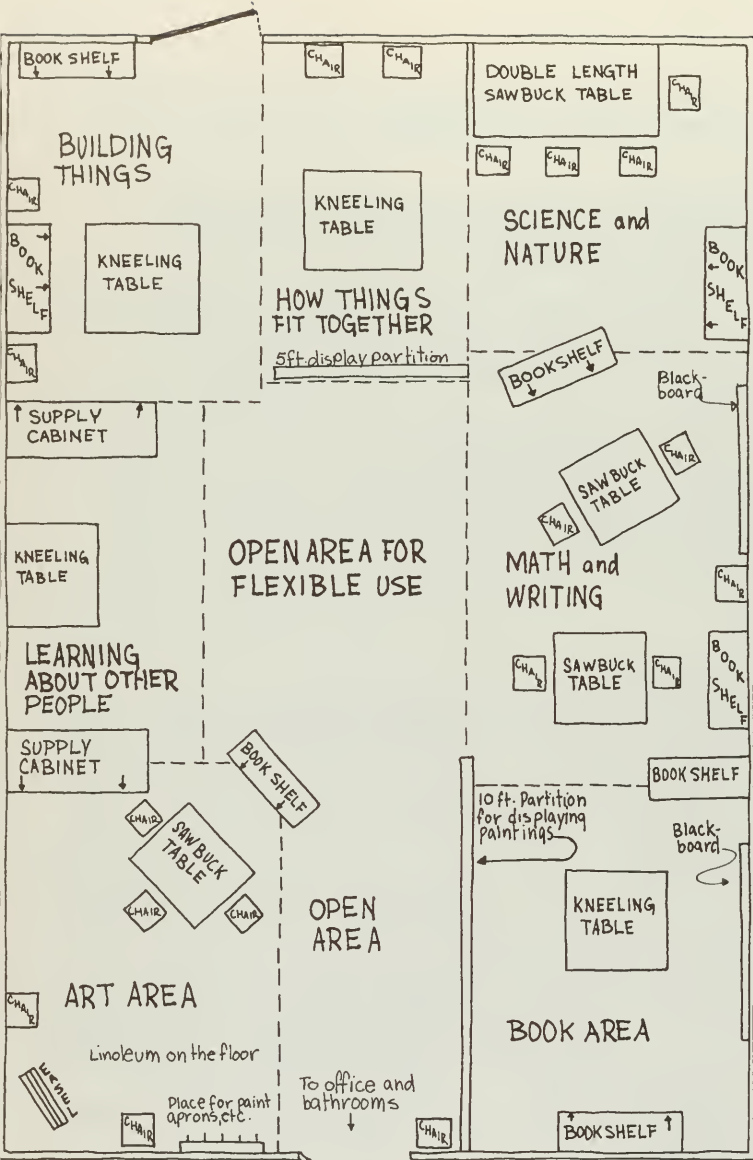 BOOK SHELF
CHAIR
CHAIR
DOUBLE LENGTH
SAWBUCK TABLE
CHAIR
BUILDING
THINGS
CHAIR
CHAIR
CHAIR
CHAIR
KNEELING
TABLE
SCIENCE and
NATURE
BOOK
SHELF
KNEELING
TABLE
BOOK
SHELF
HOW THINGS
FIT TOGETHER
CHAIR
5ft. display partition
BOOKSHELF
Black-
board
SUPPLY
CABINET
CHAIR
SAWBUCK
TABLE
CHAIR
KNEELING
TABLE
OPEN AREA FOR
FLEXIBLE USE
MATH and
WRITING
CHAIR
LEARNING
ABOUT OTHER
PEOPLE
CHAIR
SAWBUCK
TABLE
CHAIR
BOOK
SHELF
SUPPLY
CABINET
BOOK SHELF
BOOK SHELF
10 ft. Partition
for displaying
paintings
Black-
board
CHAIR
SAWBUCK
TABLE
CHAIR
CHAIR
OPEN
AREA
KNEELING
TABLE
CHAIR
ART AREA
BOOK AREA
Linoleum on the floor
EASEL
Place for paint
aprons, etc.
To office and
bathrooms
CHAIR
CHAIR
BOOKSHELF